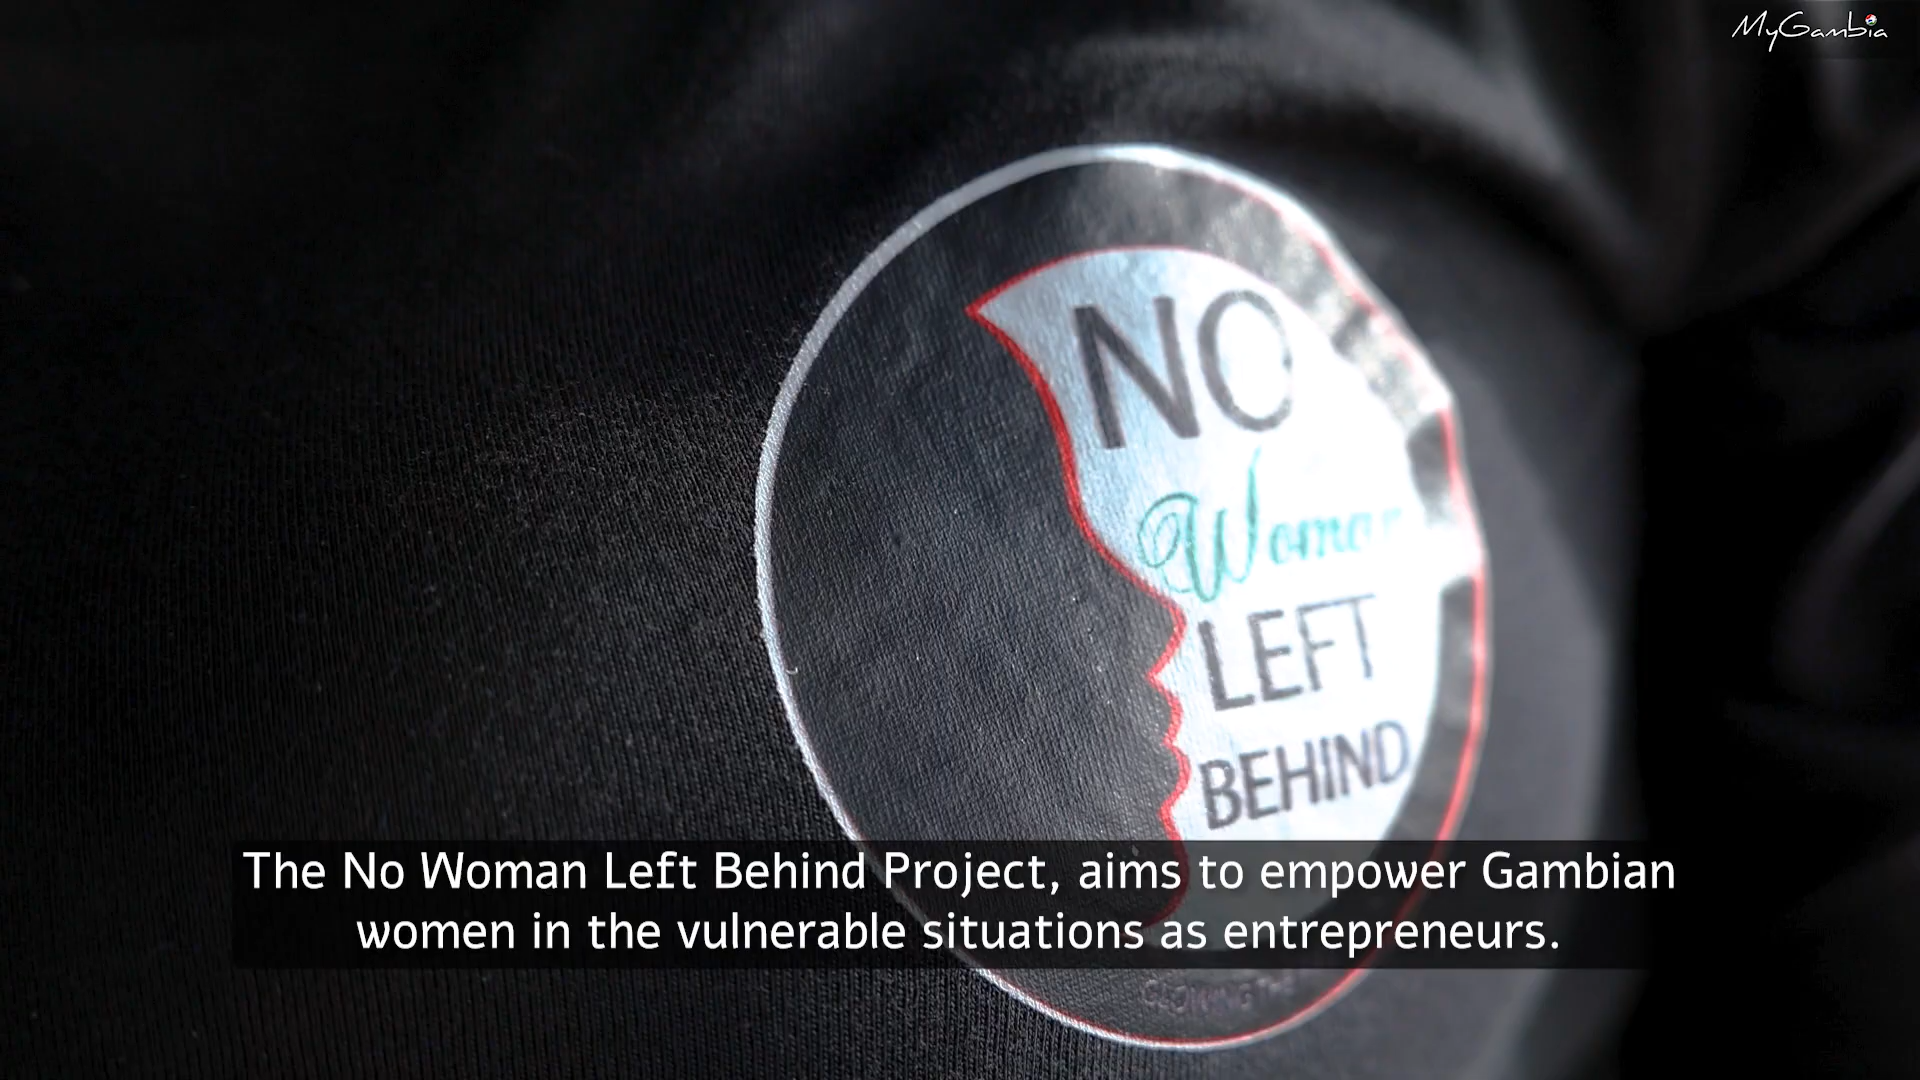 MyGambia
NO
Woman
LEFT
BEHIND
The No Woman Left Behind Project, aims to empower Gambian
women in the vulnerable situations as entrepreneurs.